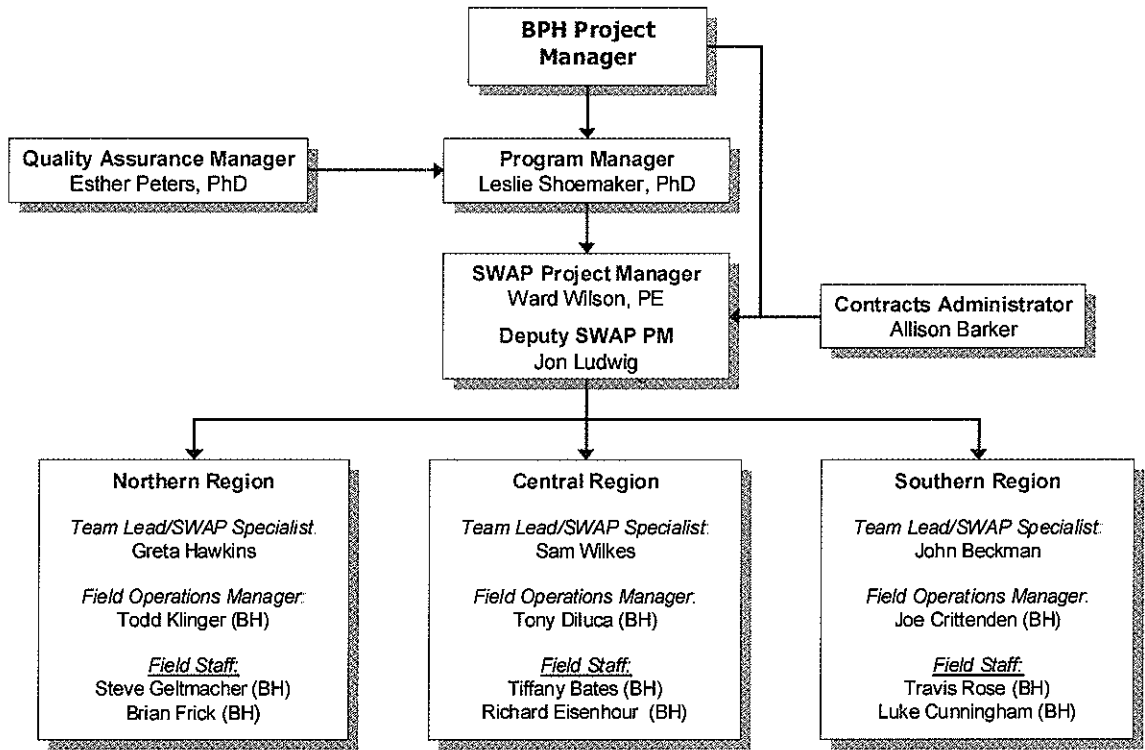 BPH Project
Manager
Quality Assurance Manager
Esther Peters, PhD
Program Manager
Leslie Shoemaker, PhD
SWAP Project Manager
Ward Wilson, PE
Deputy SWAP PM
Jon Ludwig
Contracts Administrator
Allison Barker
Northern Region
Team Lead/SWAP Specialist:
Greta Hawkins
Field Operations Manager:
Todd Klinger (BH)
Field Staff:
Steve Geltmacher (BH)
Brian Frick (BH)
Central Region
Team Lead/SWAP Specialist:
Sam Wilkes
Field Operations Manager:
Tony Diluca (BH)
Field Staff:
Tiffany Bates (BH)
Richard Eisenhour (BH)
Southern Region
Team Lead/SWAP Specialist:
John Beckman
Field Operations Manager:
Joe Crittenden (BH)
Field Staff:
Travis Rose (BH)
Luke Cunningham (BH)